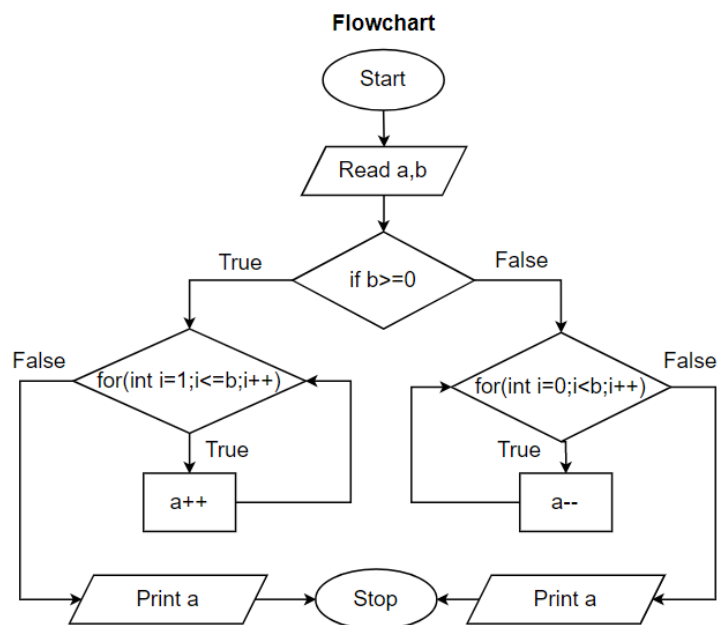 Flowchart
Start
Read a,b
True
if b>=0
False
False
for(int i=1;i<=b;i++)
for(int i=0;i<b;i++)
False
True
True
a++
a--
Print a
Stop
Print a